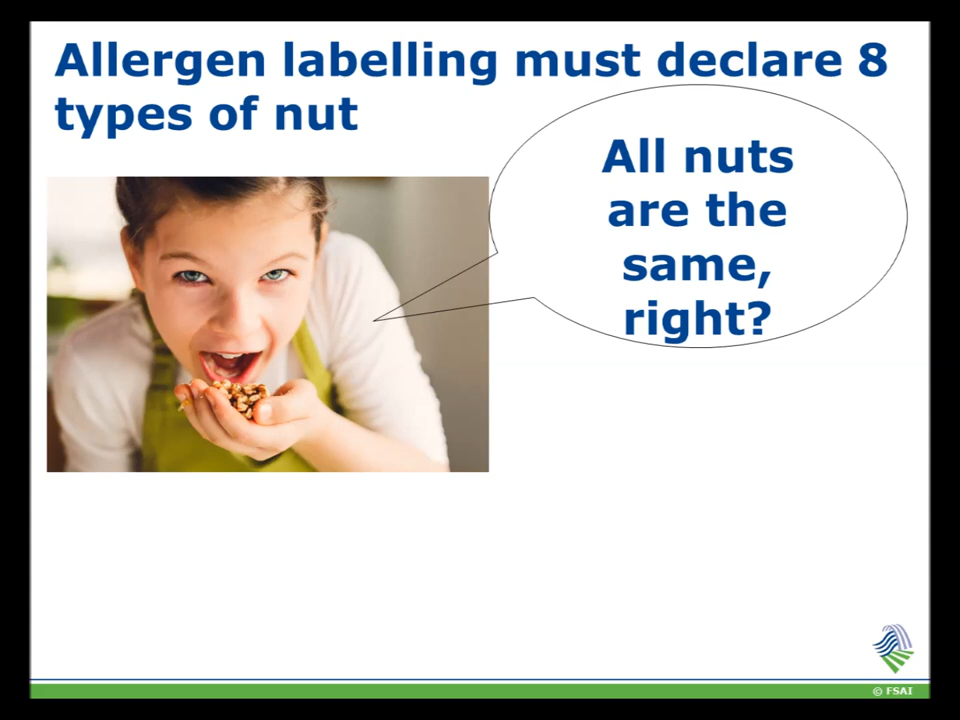 Allergen labelling must declare 8
types of nut
All nuts
are the
same,
right?
© FSAI